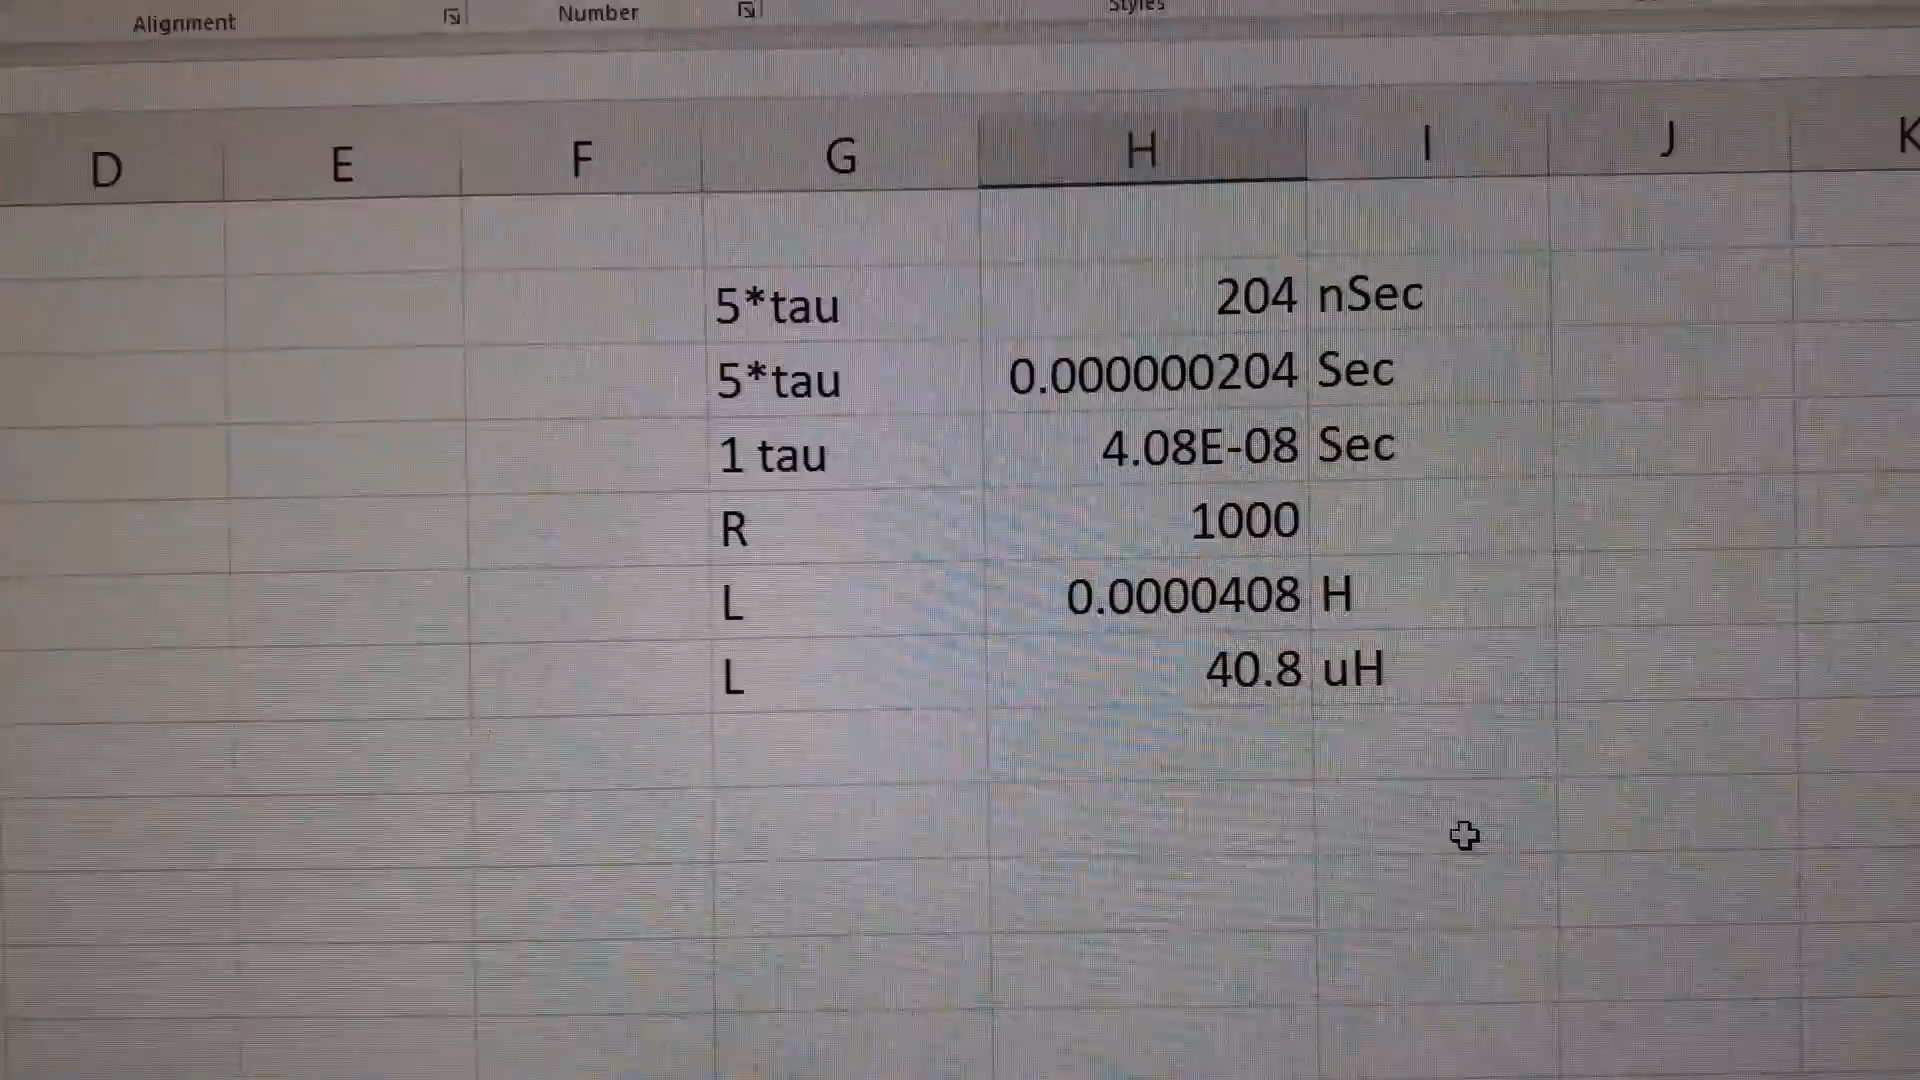 Alignment Number Styles
D E F G H I J K
5*tau 204 nSec
5*tau 0.000000204 Sec
1 tau 4.08E-08 Sec
R 1000
L 0.0000408 H
L 40.8 uH